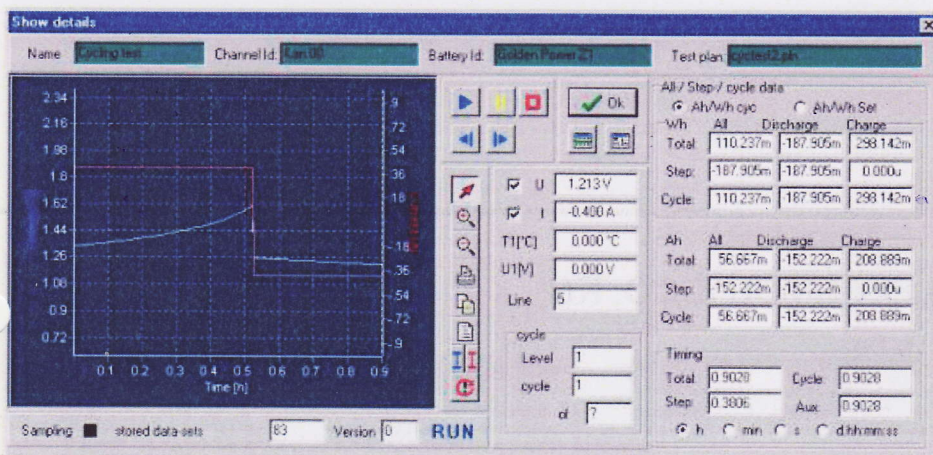 Show details
Name Cycling test Channel Id: Lan 00 Battery Id: Golden Power Z1 Test plan: cyctest2.pln
2.34
2.16
1.98
1.8
1.62
1.44
1.26
1.08
0.9
0.72
.9
.72
.54
.36
.18
.18
.36
.54
.72
.9
0.1 0.2 0.3 0.4 0.5 0.6 0.7 0.8 0.9
Time [h]
Ok
U 1.213 V
I -0.400 A
T1[°C] 0.000 °C
U1[V] 0.000 V
Line 5
cycle
Level 1
cycle 1
of ?
All / Step / cycle data
Ah/Wh cyc Ah/Wh Set
Wh All Discharge Charge
Total: 110.237m -187.905m 298.142m
Step: -187.905m -187.905m 0.000u
Cycle: 110.237m -187.905m 298.142m
Ah All Discharge Charge
Total: 56.667m -152.222m 208.889m
Step: -152.222m -152.222m 0.000u
Cycle: 56.667m -152.222m 208.889m
Timing
Total: 0.9028 Cycle: 0.9028
Step: 0.3806 Aux: 0.9028
h min s d:hh:mm:ss
Sampling stored data-sets 83 Version 0 RUN